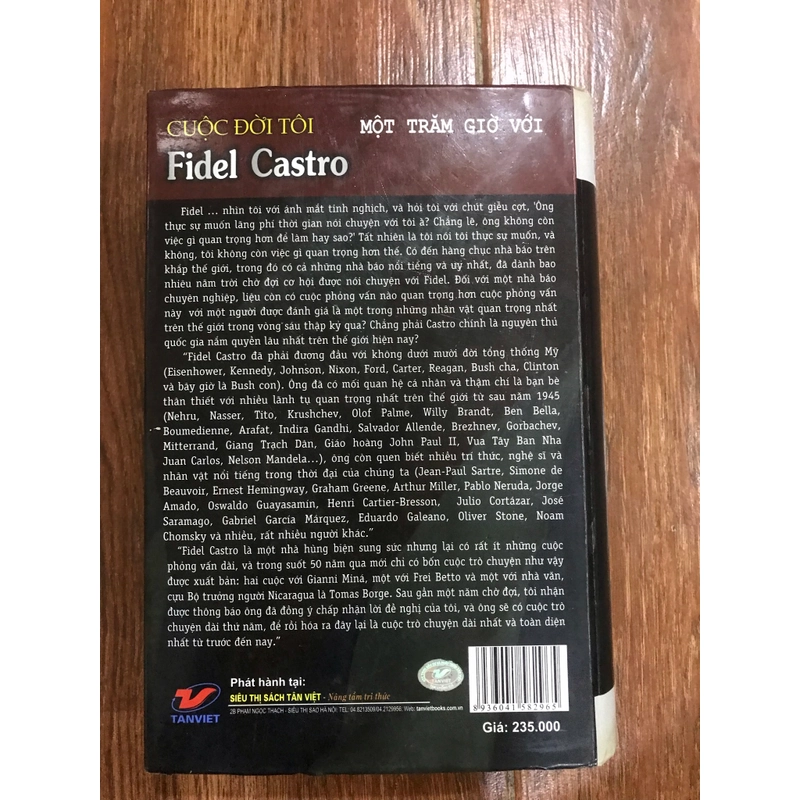 CUỘC ĐỜI TÔI MỘT TRĂM GIỜ VỚI
Fidel Castro
Fidel ... nhìn tôi với ánh mắt tinh nghịch, và hỏi tôi với chút giễu cợt, 'Ông
thực sự muốn lãng phí thời gian nói chuyện với tôi à? Chẳng lẽ, ông không còn
việc gì quan trọng hơn để làm hay sao?' Tất nhiên là tôi nói tôi thực sự muốn, và
không, tôi không còn việc gì quan trọng hơn thế. Có đến hàng chục nhà báo trên
khắp thế giới, trong đó có cả những nhà báo nổi tiếng và uy nhất, đã dành bao
nhiêu năm trời chờ đợi cơ hội được nói chuyện với Fidel. Đối với một nhà báo
chuyên nghiệp, liệu còn có cuộc phỏng vấn nào quan trọng hơn cuộc phỏng vấn
này với một người được đánh giá là một trong những nhân vật quan trọng nhất
trên thế giới trong vòng sáu thập kỷ qua? Chẳng phải Castro chính là nguyên thủ
quốc gia nắm quyền lâu nhất trên thế giới hiện nay?
"Fidel Castro đã phải đương đầu với không dưới mười đời tổng thống Mỹ
(Eisenhower, Kennedy, Johnson, Nixon, Ford, Carter, Reagan, Bush cha, Clinton
và bây giờ là Bush con). Ông đã có mối quan hệ cá nhân và thậm chí là bạn bè
thân thiết với nhiều lãnh tụ quan trọng nhất trên thế giới từ sau năm 1945
(Nehru, Nasser, Tito, Krushchev, Olof Palme, Willy Brandt, Ben Bella,
Boumedienne, Arafat, Indira Gandhi, Salvador Allende, Brezhnev, Gorbachev,
Mitterrand, Giang Trạch Dân, Giáo hoàng John Paul II, Vua Tây Ban Nha
Juan Carlos, Nelson Mandela...), ông còn quen biết nhiều trí thức, nghệ sĩ và
nhân vật nổi tiếng trong thời đại của chúng ta (Jean-Paul Sartre, Simone de
Beauvoir, Ernest Hemingway, Graham Greene, Arthur Miller, Pablo Neruda, Jorge
Amado, Oswaldo Guayasamín, Henri Cartier-Bresson, Julio Cortázar, José
Saramago, Gabriel García Márquez, Eduardo Galeano, Oliver Stone, Noam
Chomsky và nhiều, rất nhiều người khác."
"Fidel Castro là một nhà hùng biện sung sức nhưng lại có rất ít những cuộc
phỏng vấn dài, và trong suốt 50 năm qua mới chỉ có bốn cuộc trò chuyện như vậy
được xuất bản: hai cuộc với Gianni Miná, một với Frei Betto và một với nhà văn,
cựu Bộ trưởng người Nicaragua là Tomas Borge. Sau gần một năm chờ đợi, tôi nhận
được thông báo ông đã đồng ý chấp nhận lời đề nghị của tôi, và ông sẽ có cuộc trò
chuyện dài thứ năm, để rồi hóa ra đây lại là cuộc trò chuyện dài nhất và toàn diện
nhất từ trước đến nay."
Phát hành tại:
SIÊU THỊ SÁCH TÂN VIỆT - Nâng tầm tri thức
2B PHẠM NGỌC THẠCH - SIÊU THỊ SAO HÀ NỘI; TEL: 04.8213509/04.2129956, Web: tanvietbooks.com.vn
TANVIET
8936041582965
Giá: 235.000